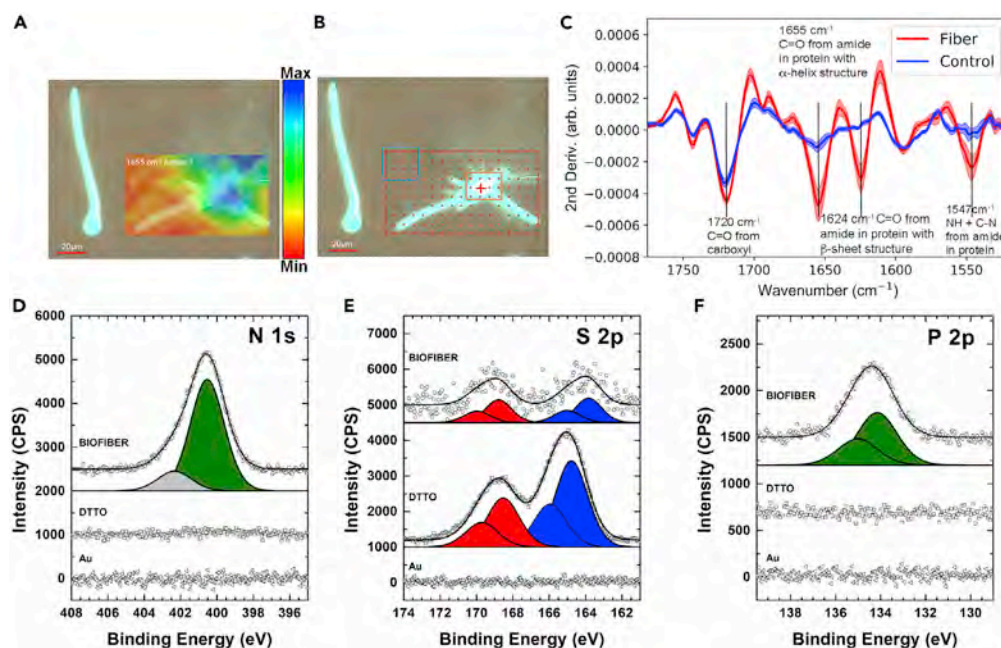 A
B
C
Max
Min
1655 cm⁻¹
20μm
20μm
1655 cm⁻¹
C=O from amide
in protein with
α-helix structure
Fiber
Control
2nd Deriv. (arb. units)
0.0006
0.0004
0.0002
0.0000
−0.0002
−0.0004
−0.0006
−0.0008
1720 cm⁻¹
C=O from
carboxyl
1624 cm⁻¹ C=O from
amide in protein with
β-sheet structure
1547cm⁻¹
NH + C-N
from amide
in protein
1750 1700 1650 1600 1550
Wavenumber (cm⁻¹)
D
N 1s
Intensity (CPS)
6000
5000
4000
3000
2000
1000
0
BIOFIBER
DTTO
Au
408 406 404 402 400 398 396
Binding Energy (eV)
E
S 2p
Intensity (CPS)
7000
6000
5000
4000
3000
2000
1000
0
BIOFIBER
DTTO
Au
174 172 170 168 166 164 162
Binding Energy (eV)
F
P 2p
Intensity (CPS)
2500
2000
1500
1000
500
0
BIOFIBER
DTTO
Au
138 136 134 132 130
Binding Energy (eV)